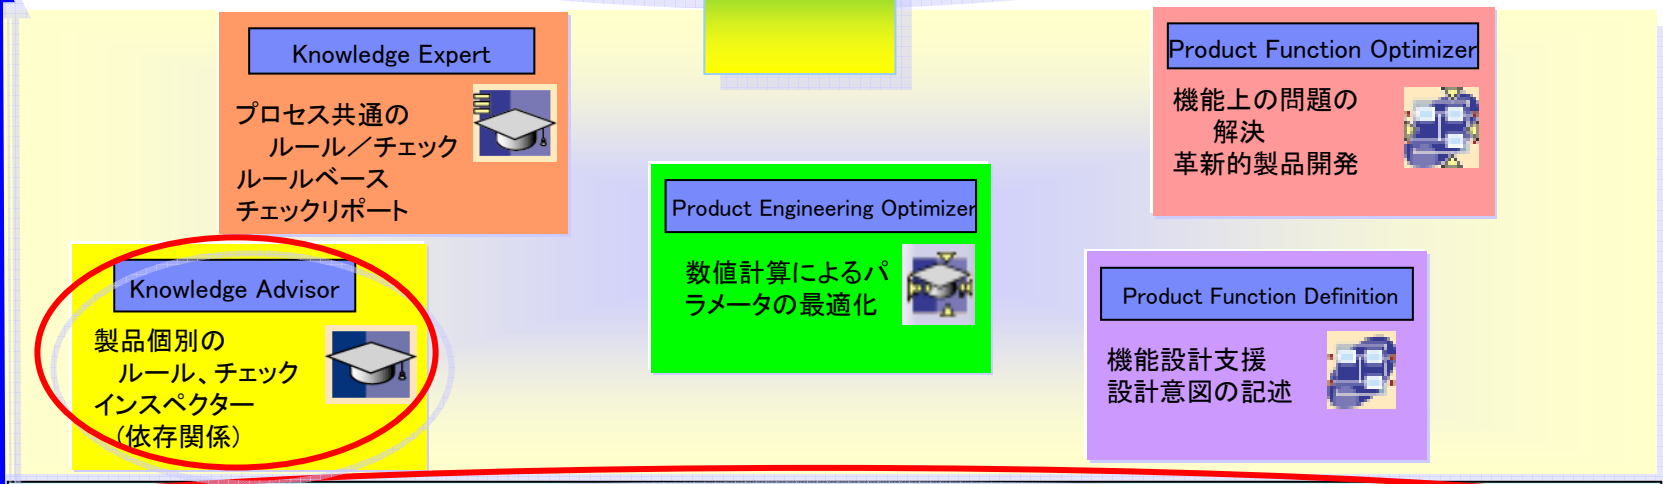 Knowledge Expert
プロセス共通の
ルール／チェック
ルールベース
チェックリポート
Knowledge Advisor
製品個別の
ルール、チェック
インスペクター
(依存関係)
Product Engineering Optimizer
数値計算によるパ
ラメータの最適化
Product Function Optimizer
機能上の問題の
解決
革新的製品開発
Product Function Definition
機能設計支援
設計意図の記述